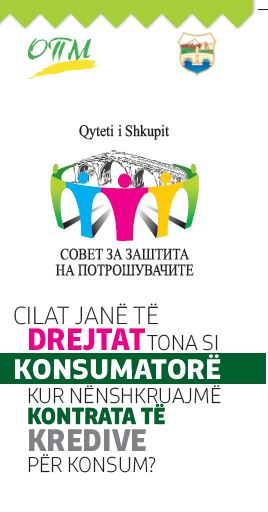 ОПМ
Qyteti i Shkupit
СОВЕТ ЗА ЗАШТИТА
НА ПОТРОШУВАЧИТЕ
CILAT JANË TË
DREJTAT TONA SI
KONSUMATORË
KUR NËNSHKRUAJMË
KONTRATA TË
KREDIVE
PËR KONSUM?